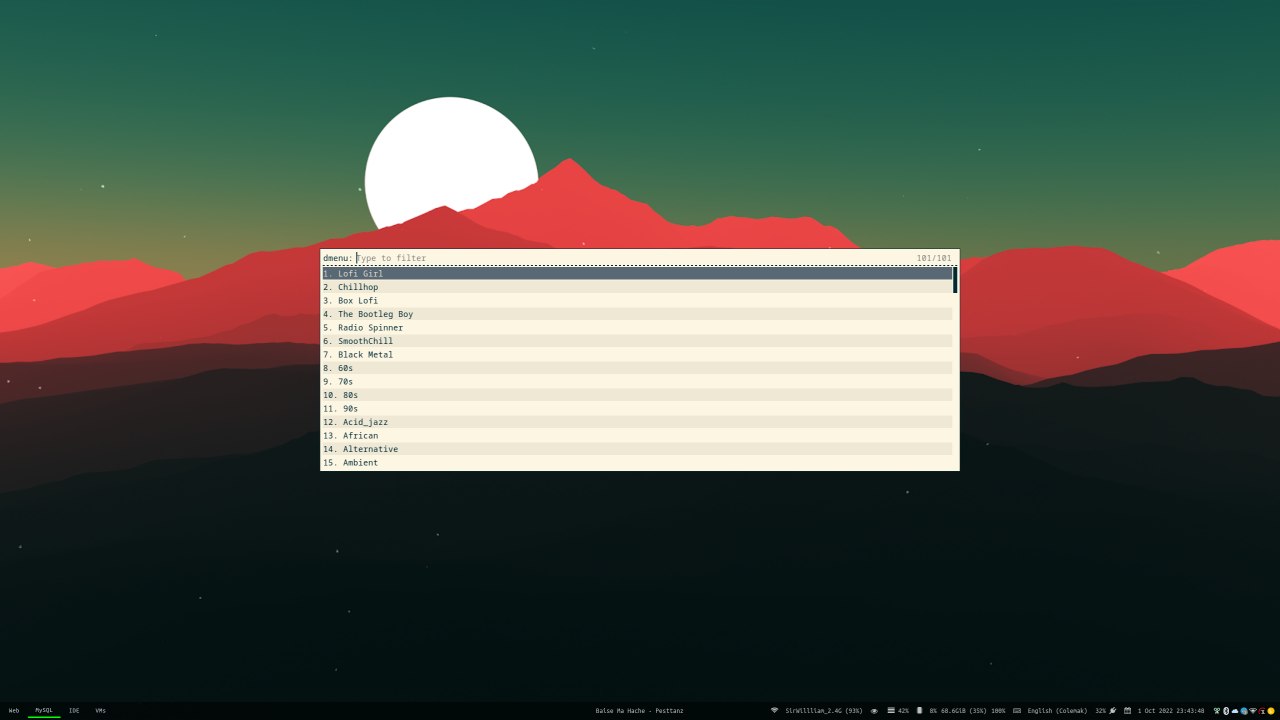 dmenu: Type to filter 101/101
1. Lofi Girl
2. Chillhop
3. Box Lofi
4. The Bootleg Boy
5. Radio Spinner
6. SmoothChill
7. Black Metal
8. 60s
9. 70s
10. 80s
11. 90s
12. Acid_jazz
13. African
14. Alternative
15. Ambient
Web MySQL IDE VMs Baise Ma Hache - Pesttanz SirWilllliam_2.4G (93%) 42% 8% 68.6GiB (35%) 100% English (Colemak) 32% 1 Oct 2022 23:43:48